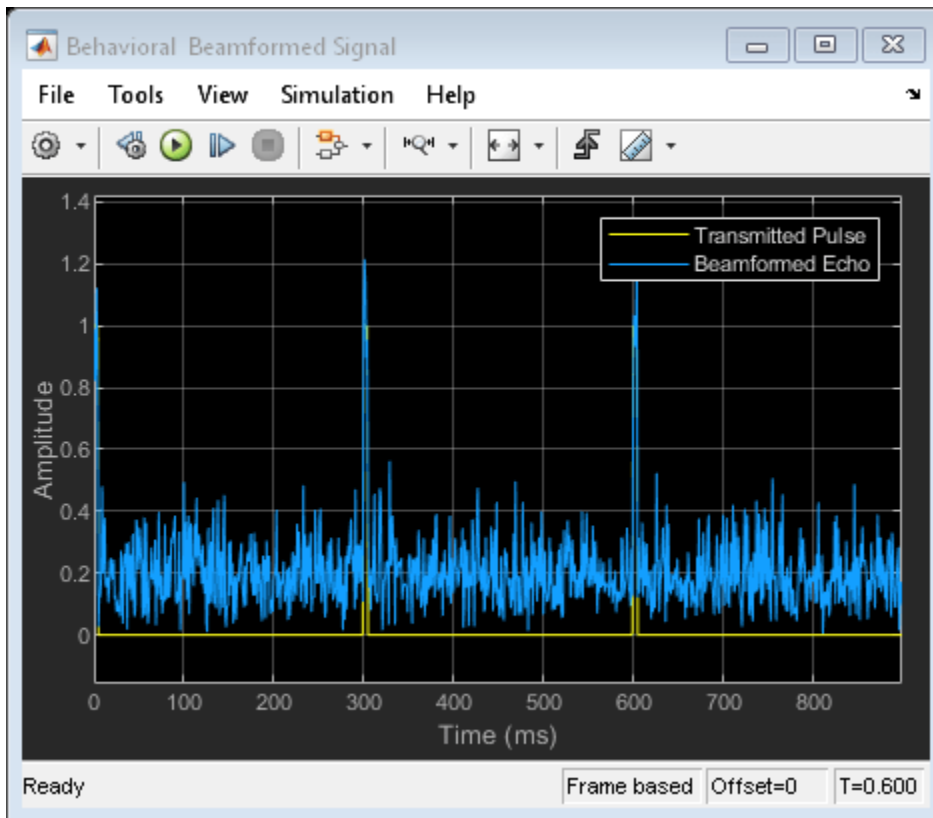 Behavioral Beamformed Signal
File Tools View Simulation Help
1.4
Transmitted Pulse
1.2
Beamformed Echo
1
0.8
0.6
0.4
0.2
0
Amplitude
0 100 200 300 400 500 600 700 800
Time (ms)
Ready Frame based Offset=0 T=0.600